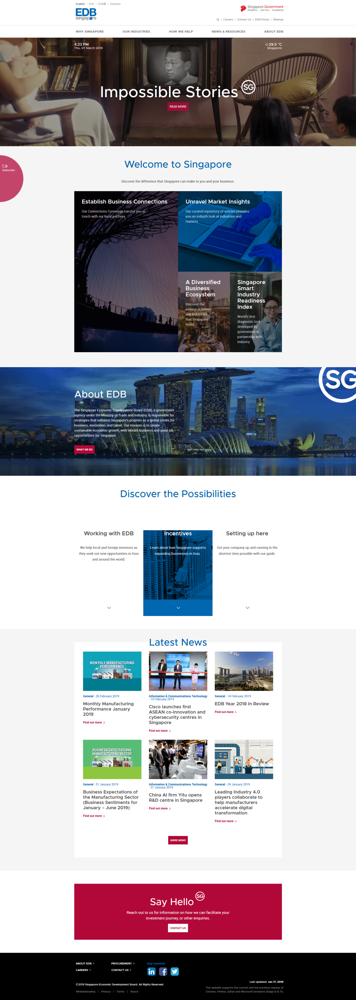 English | 中文 | 日本語 | Deutsch
EDB
singapore
Singapore Government
Integrity · Service · Excellence
Careers | Contact Us | EDB Portal | Sitemap
WHY SINGAPORE OUR INDUSTRIES HOW WE HELP NEWS & RESOURCES ABOUT EDB
4:23 PM
Thu, 07 March 2019
29.5 °C
Singapore
Impossible Stories SG
READ MORE
Subscribe
Welcome to Singapore
Discover the difference that Singapore can make to you and your business.
Establish Business Connections
Our Connections Concierge can put you in
touch with our local partners.
Unravel Market Insights
Our curated repository of articles provides
you an indepth look at industries and
markets
A Diversified
Business
Ecosystem
Discover the
various activities
and industries
that Singapore
hosts.
Singapore
Smart
Industry
Readiness
Index
World's first
diagnostic tool
developed by
government in
partnership with
industry
SG
About EDB
The Singapore Economic Development Board (EDB), a government
agency under the Ministry of Trade and Industry, is responsible for
strategies that enhance Singapore's position as a global centre for
business, innovation, and talent. Our mission is to create
sustainable economic growth, with vibrant business and good job
opportunities for Singapore.
WHAT WE DO
Discover the Possibilities
Working with EDB
We help local and foreign investors as
they seek out new opportunities in Asia
and around the world.
Incentives
Learn about how Singapore supports
expanding businesses in Asia.
Setting up here
Get your company up and running in the
shortest time possible with our guide.
Latest News
MONTHLY MANUFACTURING
PERFORMANCE
General - 26 February 2019
Monthly Manufacturing
Performance January
2019
Find out more
CISCO
Information & Communications Technology
- 15 February 2019
Cisco launches first
ASEAN co-innovation and
cybersecurity centres in
Singapore
Find out more
General - 14 February 2019
EDB Year 2018 In Review
Find out more
BUSINESS EXPECTATIONS
MANUFACTURING SECTOR
General - 31 January 2019
Business Expectations of
the Manufacturing Sector
(Business Sentiments for
January – June 2019)
Find out more
Information & Communications Technology
- 31 January 2019
China AI firm Yitu opens
R&D centre in Singapore
Find out more
General - 24 January 2019
Leading Industry 4.0
players collaborate to
help manufacturers
accelerate digital
transformation
Find out more
MORE NEWS
Say Hello SG
Reach out to us for information on how we can facilitate your
investment journey, or other enquiries.
CONTACT US
ABOUT EDB
CAREERS
PROCUREMENT
CONTACT US
Stay Updated
in f
©2019 Singapore Economic Development Board. All Rights Reserved.
Whistleblowing | Privacy | Terms | Reach
Last updated: Jan 17, 2019
This website supports the current and the previous release of
Chrome, Firefox, Safari and Microsoft browsers (Edge & IE 11).